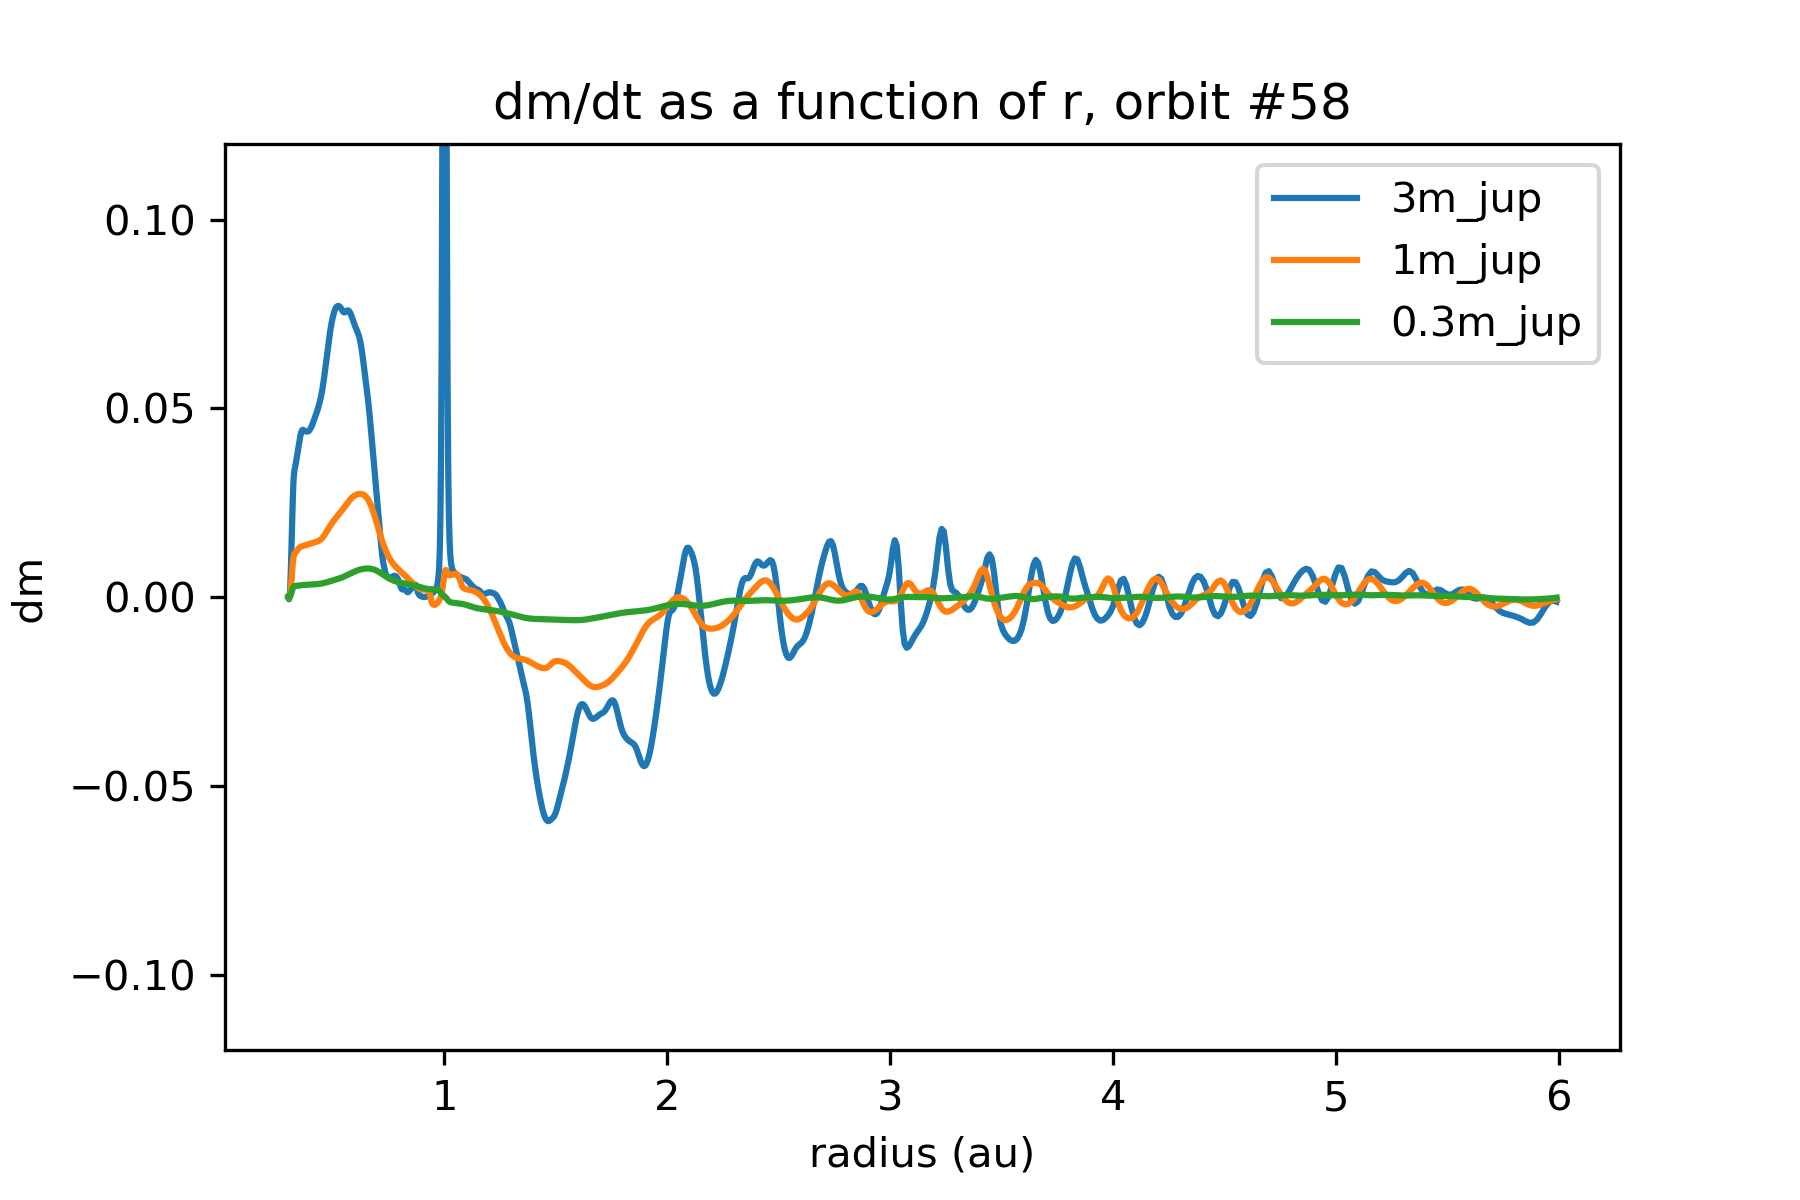 dm/dt as a function of r, orbit #58
3m_jup
1m_jup
0.3m_jup
0.10
0.05
0.00
−0.05
−0.10
dm
1 2 3 4 5 6
radius (au)